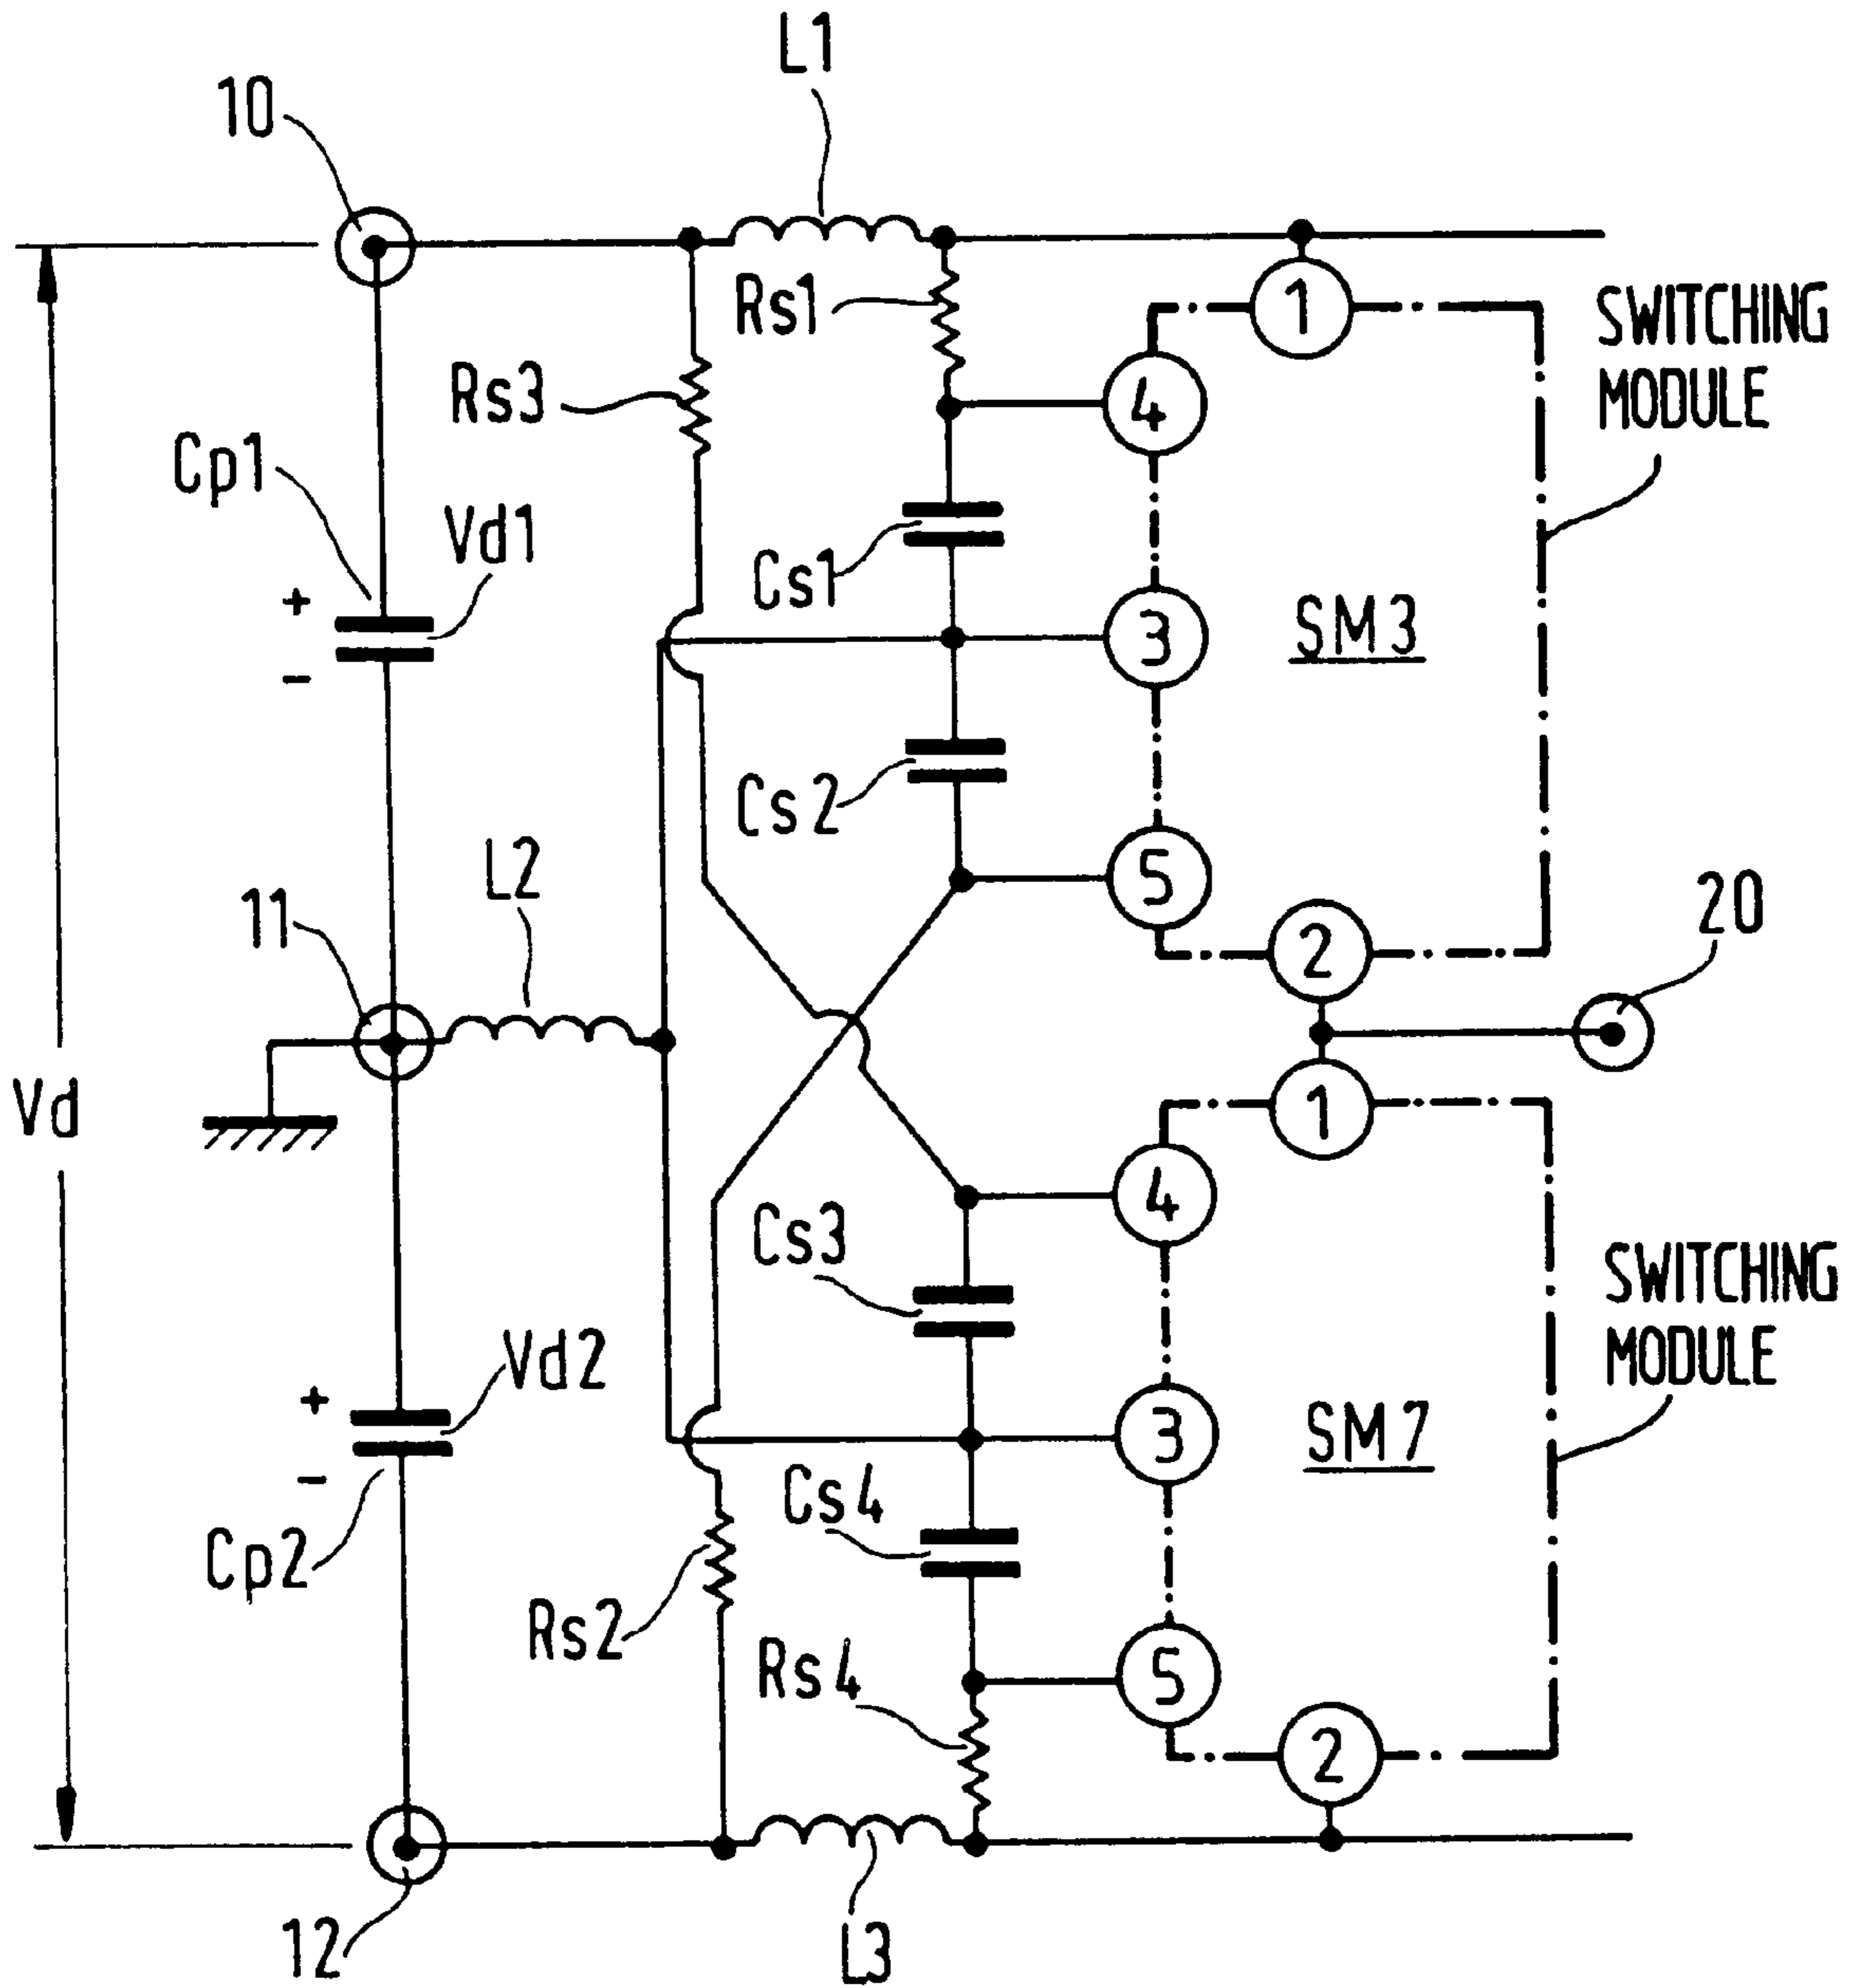 L1
10
Rs1
1
SWITCHING
MODULE
Rs3
4
Cp1
Vd1
Cs1
+
-
3
SM3
Cs2
L2
5
11
2
20
Vd
1
4
Cs3
SWITCHING
MODULE
Vd2
+
-
3
SM7
Cs4
Cp2
Rs2
Rs4
5
2
12
L3